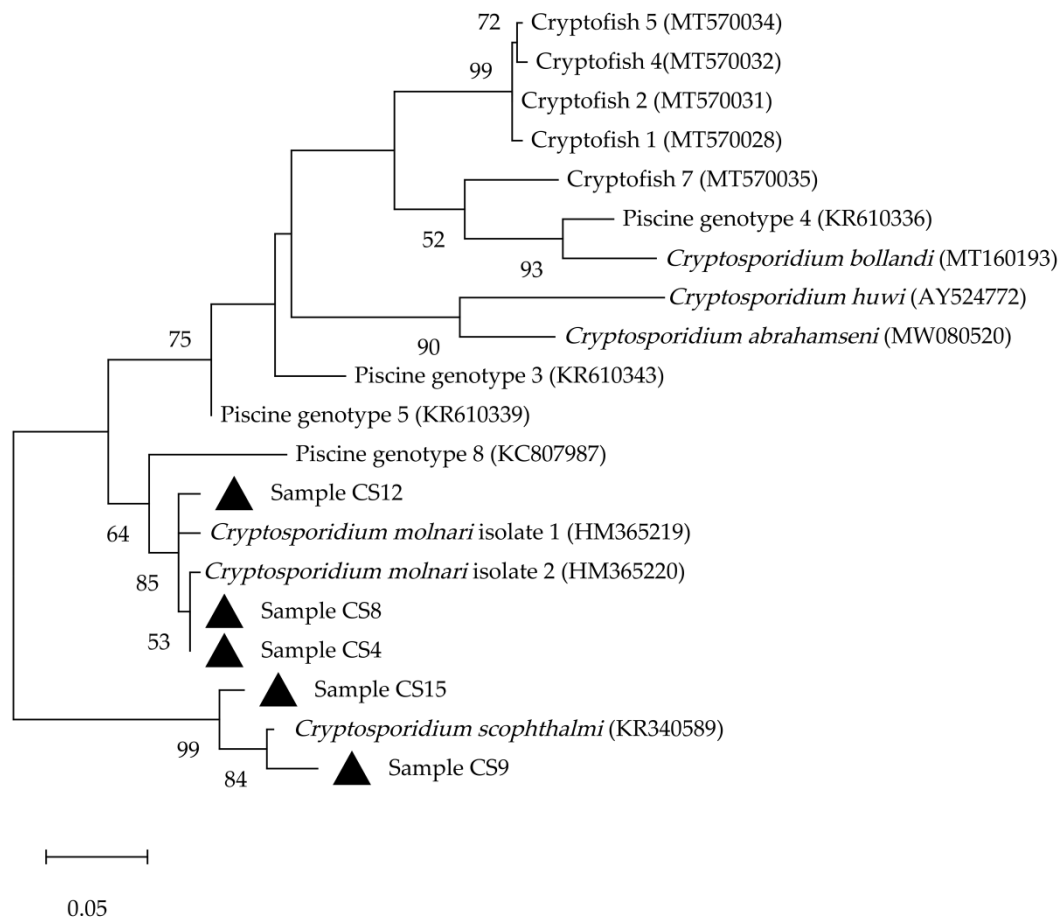 72
Cryptofish 5 (MT570034)
Cryptofish 4(MT570032)
99
Cryptofish 2 (MT570031)
Cryptofish 1 (MT570028)
Cryptofish 7 (MT570035)
Piscine genotype 4 (KR610336)
52
Cryptosporidium bollandi (MT160193)
93
Cryptosporidium huwi (AY524772)
Cryptosporidium abrahamseni (MW080520)
75
90
Piscine genotype 3 (KR610343)
Piscine genotype 5 (KR610339)
Piscine genotype 8 (KC807987)
Sample CS12
Cryptosporidium molnari isolate 1 (HM365219)
64
Cryptosporidium molnari isolate 2 (HM365220)
85
Sample CS8
53
Sample CS4
Sample CS15
Cryptosporidium scophthalmi (KR340589)
99
Sample CS9
84
0.05